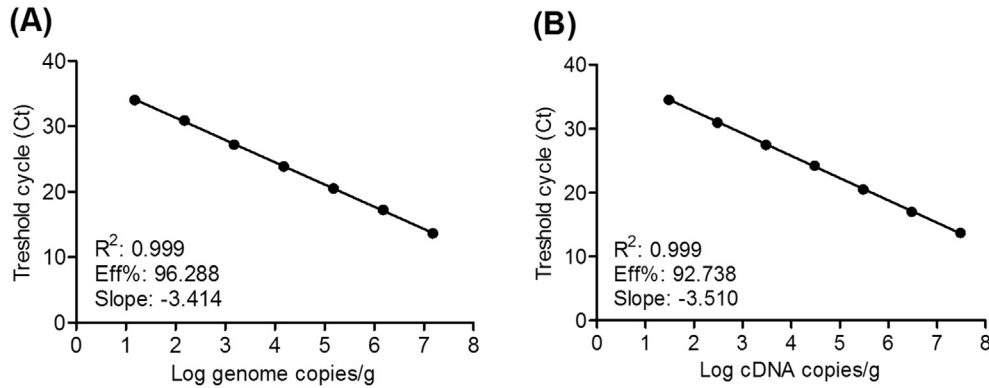 (A)
Treshold cycle (Ct)
40
30
20
10
0
R²: 0.999
Eff%: 96.288
Slope: -3.414
0 1 2 3 4 5 6 7 8
Log genome copies/g
(B)
Treshold cycle (Ct)
40
30
20
10
0
R²: 0.999
Eff%: 92.738
Slope: -3.510
0 1 2 3 4 5 6 7 8
Log cDNA copies/g